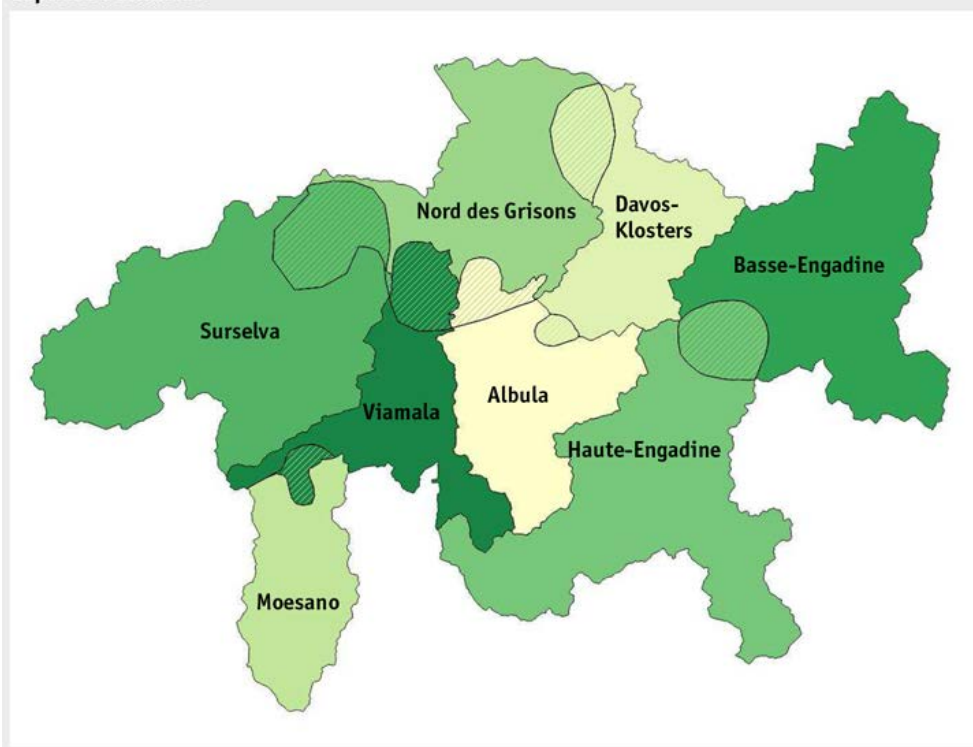 Nord des Grisons
Davos-
Klosters
Basse-Engadine
Surselva
Viamala
Albula
Haute-Engadine
Moesano